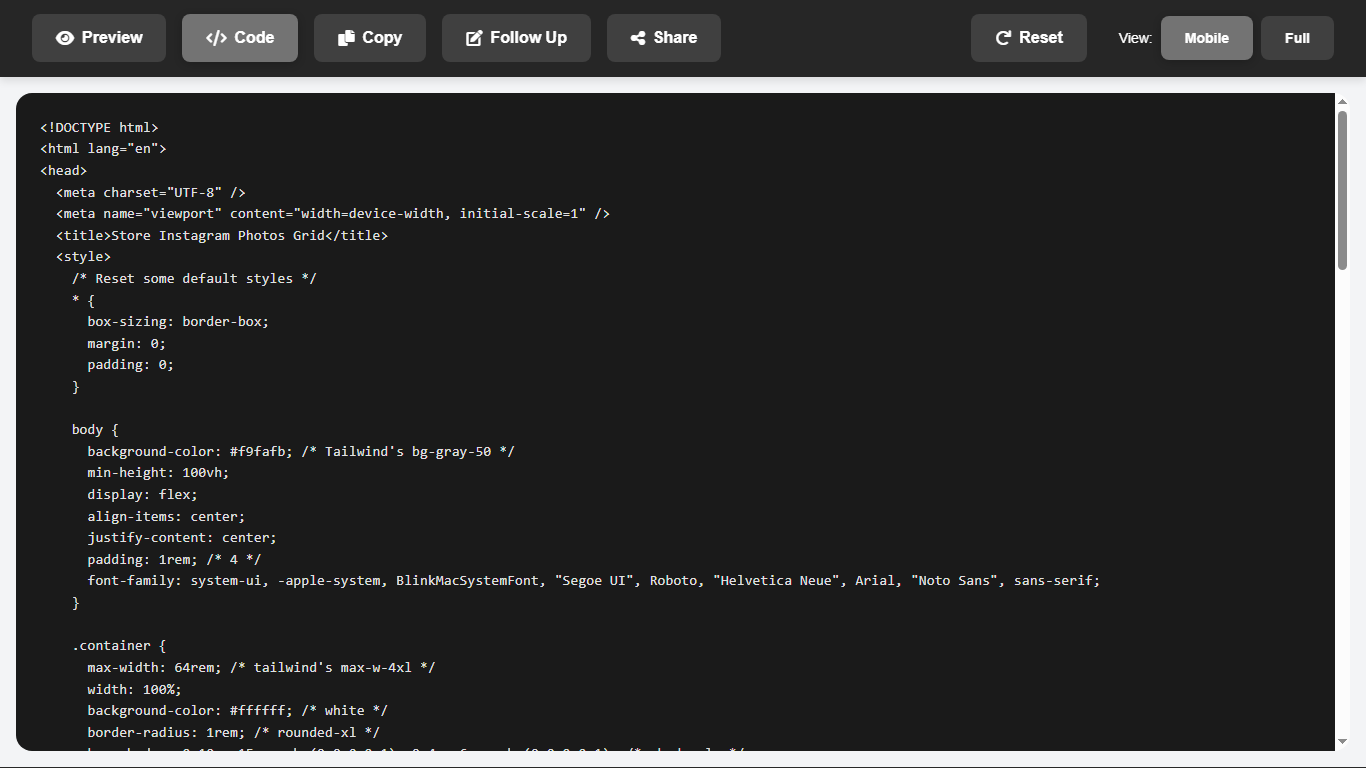 Preview
Code
Copy
Follow Up
Share
Reset
View:
Mobile
Full
<!DOCTYPE html>
<html lang="en">
<head>
  <meta charset="UTF-8" />
  <meta name="viewport" content="width=device-width, initial-scale=1" />
  <title>Store Instagram Photos Grid</title>
  <style>
    /* Reset some default styles */
    * {
      box-sizing: border-box;
      margin: 0;
      padding: 0;
    }

    body {
      background-color: #f9fafb; /* Tailwind's bg-gray-50 */
      min-height: 100vh;
      display: flex;
      align-items: center;
      justify-content: center;
      padding: 1rem; /* 4 */
      font-family: system-ui, -apple-system, BlinkMacSystemFont, "Segoe UI", Roboto, "Helvetica Neue", Arial, "Noto Sans", sans-serif;
    }

    .container {
      max-width: 64rem; /* tailwind's max-w-4xl */
      width: 100%;
      background-color: #ffffff; /* white */
      border-radius: 1rem; /* rounded-xl */